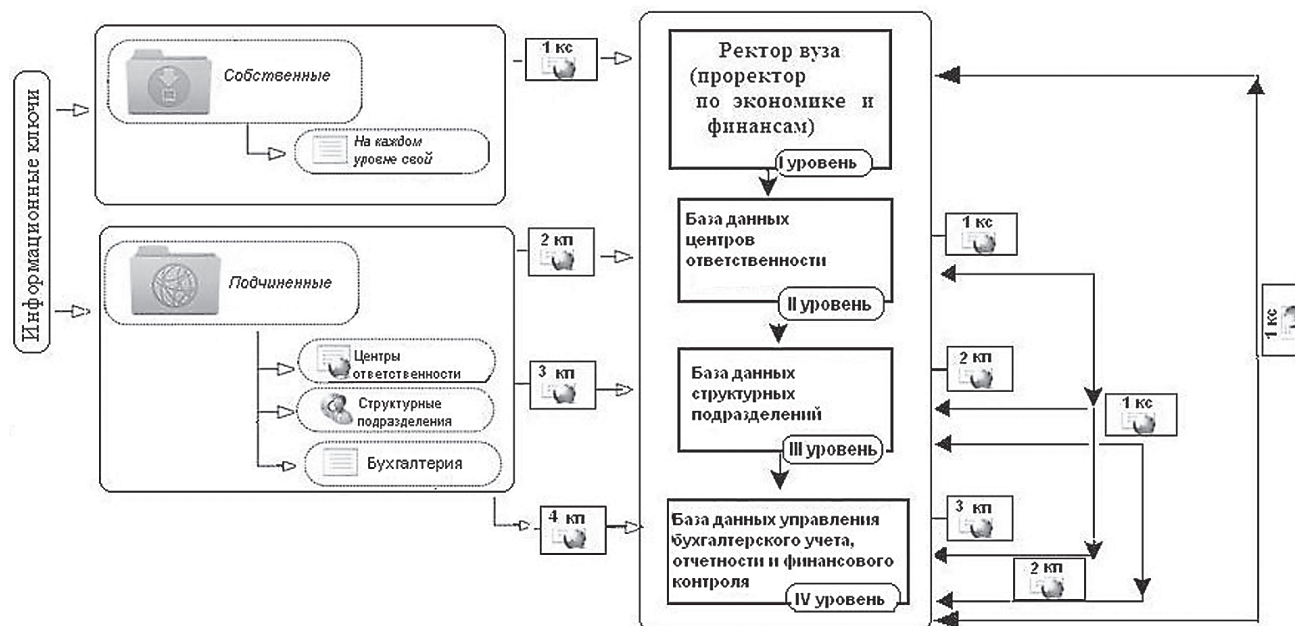 Информационные ключи
Собственные
На каждом
уровне свой
Подчиненные
Центры
ответственности
Структурные
подразделения
Бухгалтерия
1 кс
2 кп
3 кп
4 кп
Ректор вуза
(проректор
по экономике и
финансам)
I уровень
База данных
центров
ответственности
II уровень
База данных
структурных
подразделений
III уровень
База данных управления
бухгалтерского учета,
отчетности и финансового
контроля
IV уровень
1 кс
2 кп
3 кп
1 кс
2 кп
1 кс